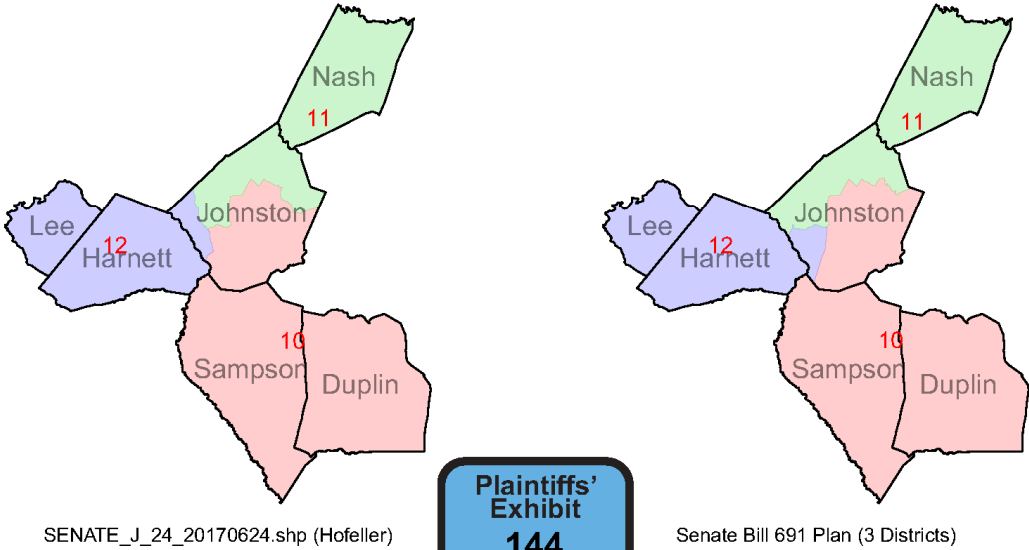 Nash
11
Johnston
Lee
12
Harnett
10
Sampson
Duplin
SENATE_J_24_20170624.shp (Hofeller)
Nash
11
Johnston
Lee
12
Harnett
10
Sampson
Duplin
Senate Bill 691 Plan (3 Districts)
Plaintiffs'
Exhibit
144